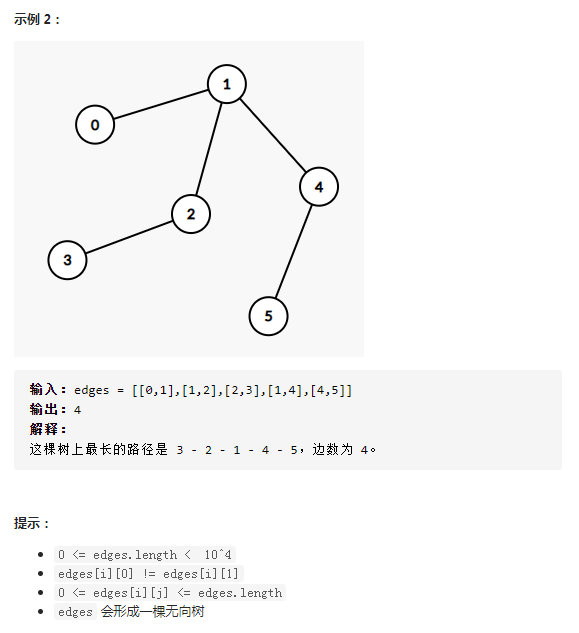 示例 2：
1
0
4
2
3
5
输入：edges = [[0,1],[1,2],[2,3],[1,4],[4,5]]
输出：4
解释：
这棵树上最长的路径是 3 - 2 - 1 - 4 - 5，边数为 4。
提示：
0 <= edges.length < 10^4
edges[i][0] != edges[i][1]
0 <= edges[i][j] <= edges.length
edges 会形成一棵无向树